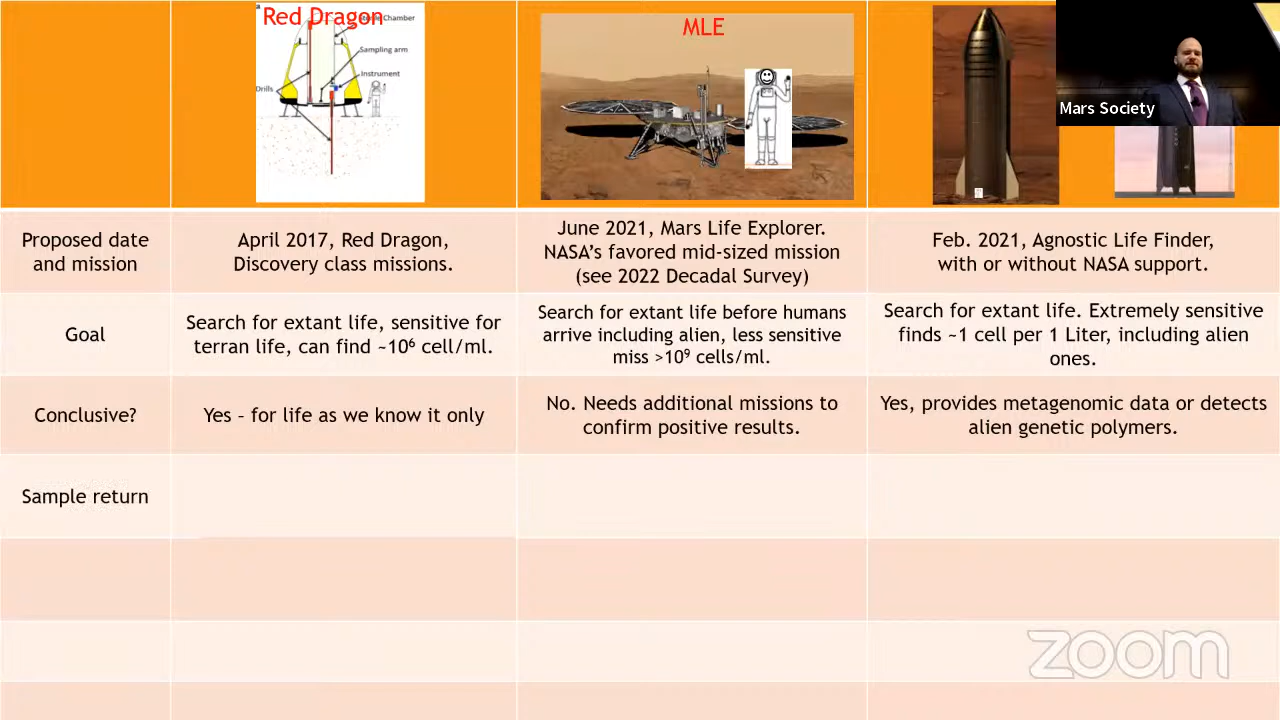 Red Dragon
Chamber
Sampling arm
Instrument
Drills
MLE
Mars Society
Proposed date
and mission
April 2017, Red Dragon,
Discovery class missions.
June 2021, Mars Life Explorer.
NASA's favored mid-sized mission
(see 2022 Decadal Survey)
Feb. 2021, Agnostic Life Finder,
with or without NASA support.
Goal
Search for extant life, sensitive for
terran life, can find ~10⁶ cell/ml.
Search for extant life before humans
arrive including alien, less sensitive
miss >10⁹ cells/ml.
Search for extant life. Extremely sensitive
finds ~1 cell per 1 Liter, including alien
ones.
Conclusive?
Yes – for life as we know it only
No. Needs additional missions to
confirm positive results.
Yes, provides metagenomic data or detects
alien genetic polymers.
Sample return
zoom